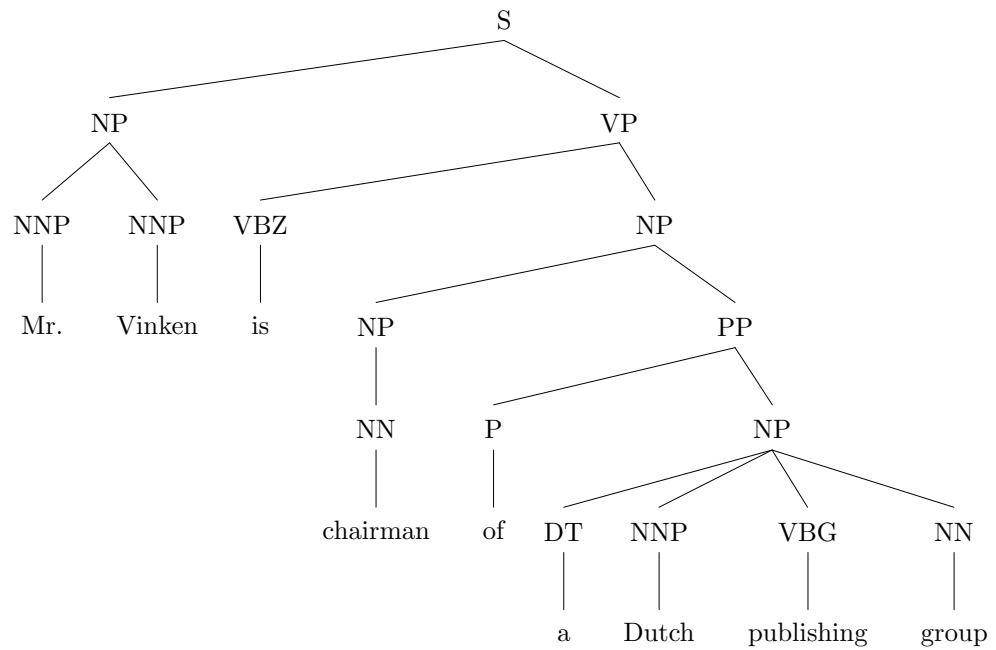 S
NP VP
NNP NNP VBZ NP
Mr. Vinken is NP PP
NN P NP
chairman of DT NNP VBG NN
a Dutch publishing group